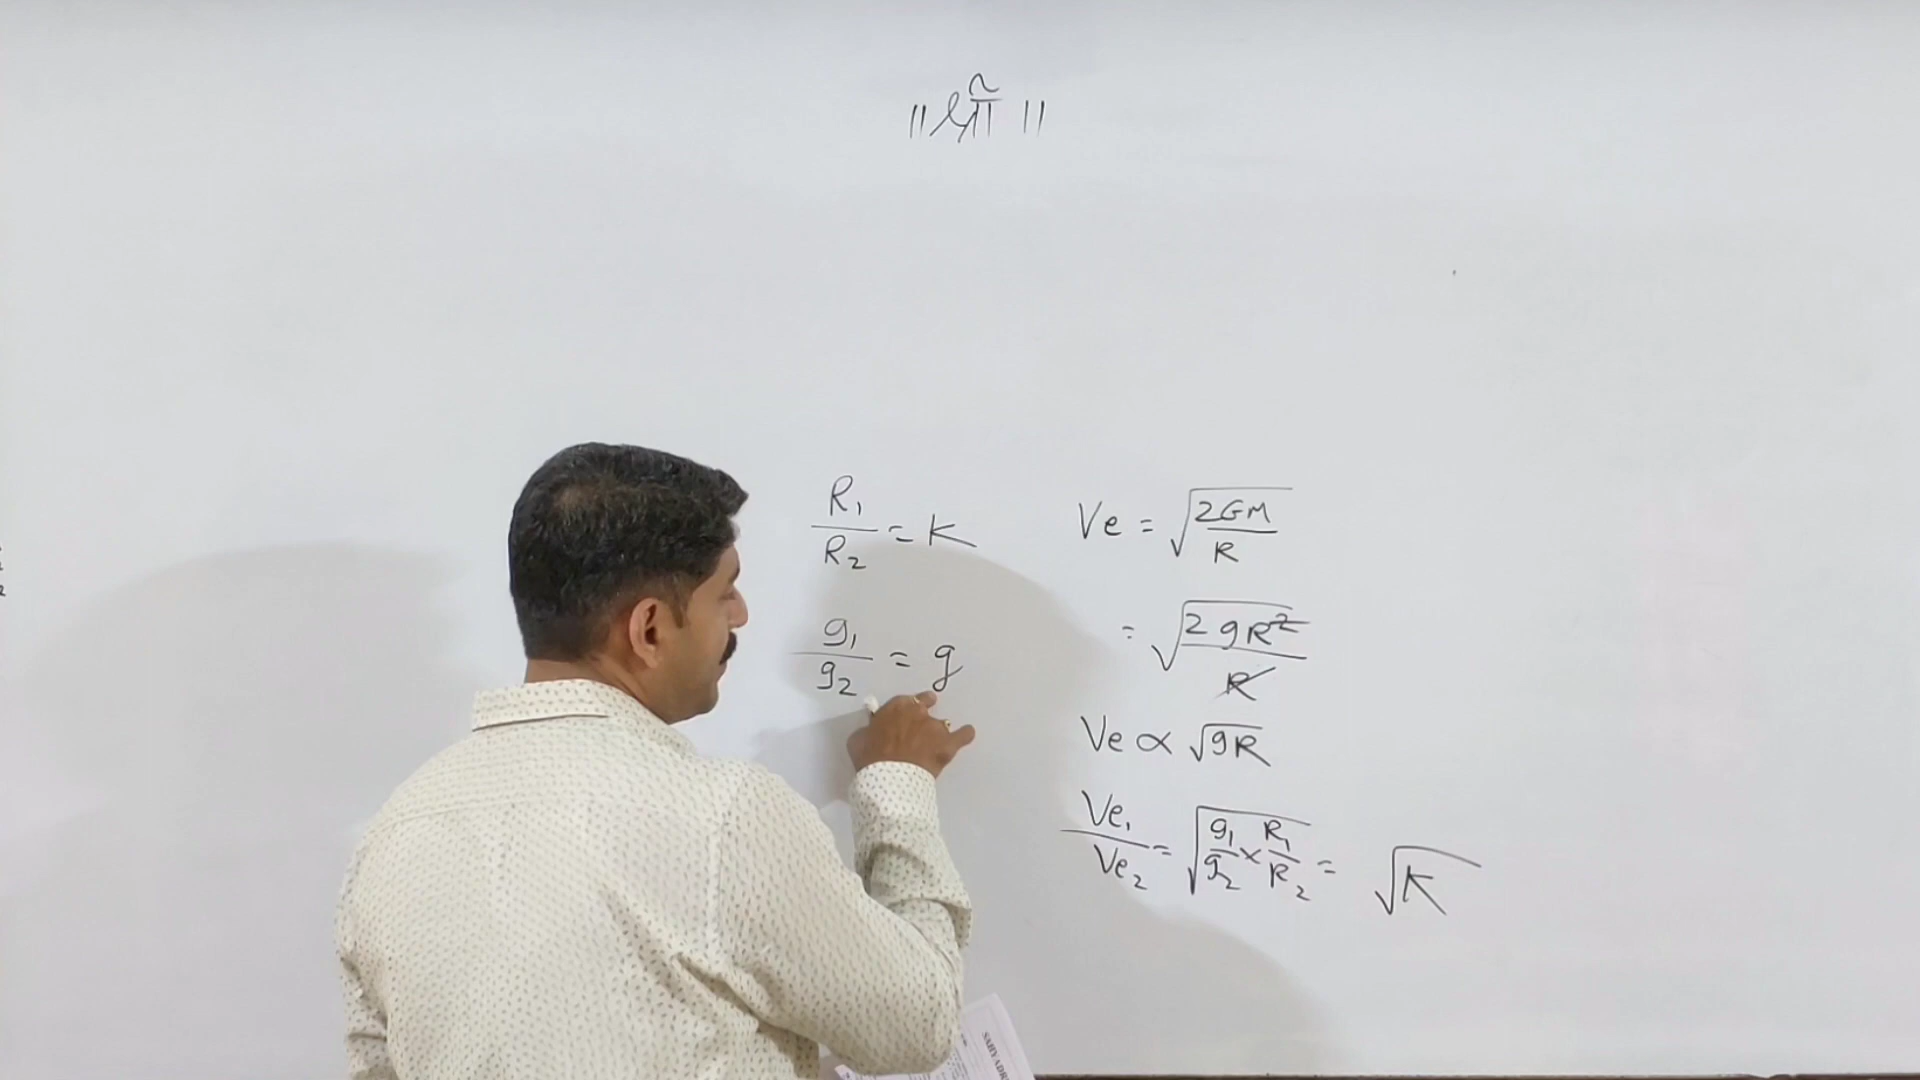 ॥ श्री ॥
R₁/R₂ = K
g₁/g₂ = g
Ve = √(2GM/R)
= √(2gR²/R)
Ve ∝ √gR
Ve₁/Ve₂ = √(g₁/g₂ × R₁/R₂) = √K